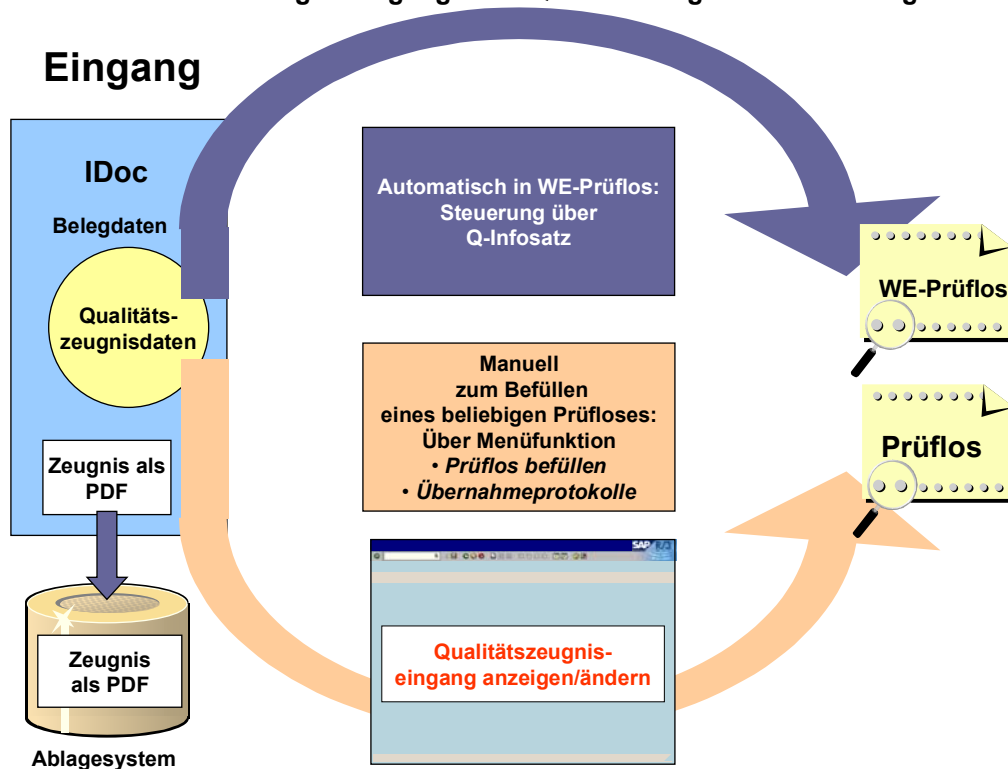 Eingang
IDoc
Belegdaten
Qualitäts-
zeugnisdaten
Zeugnis als
PDF
Zeugnis
als PDF
Ablagesystem
Automatisch in WE-Prüflos:
Steuerung über
Q-Infosatz
Manuell
zum Befüllen
eines beliebigen Prüfloses:
Über Menüfunktion
• Prüflos befüllen
• Übernahmeprotokolle
SAP R/3
Qualitätszeugnis-
eingang anzeigen/ändern
WE-Prüflos
Prüflos